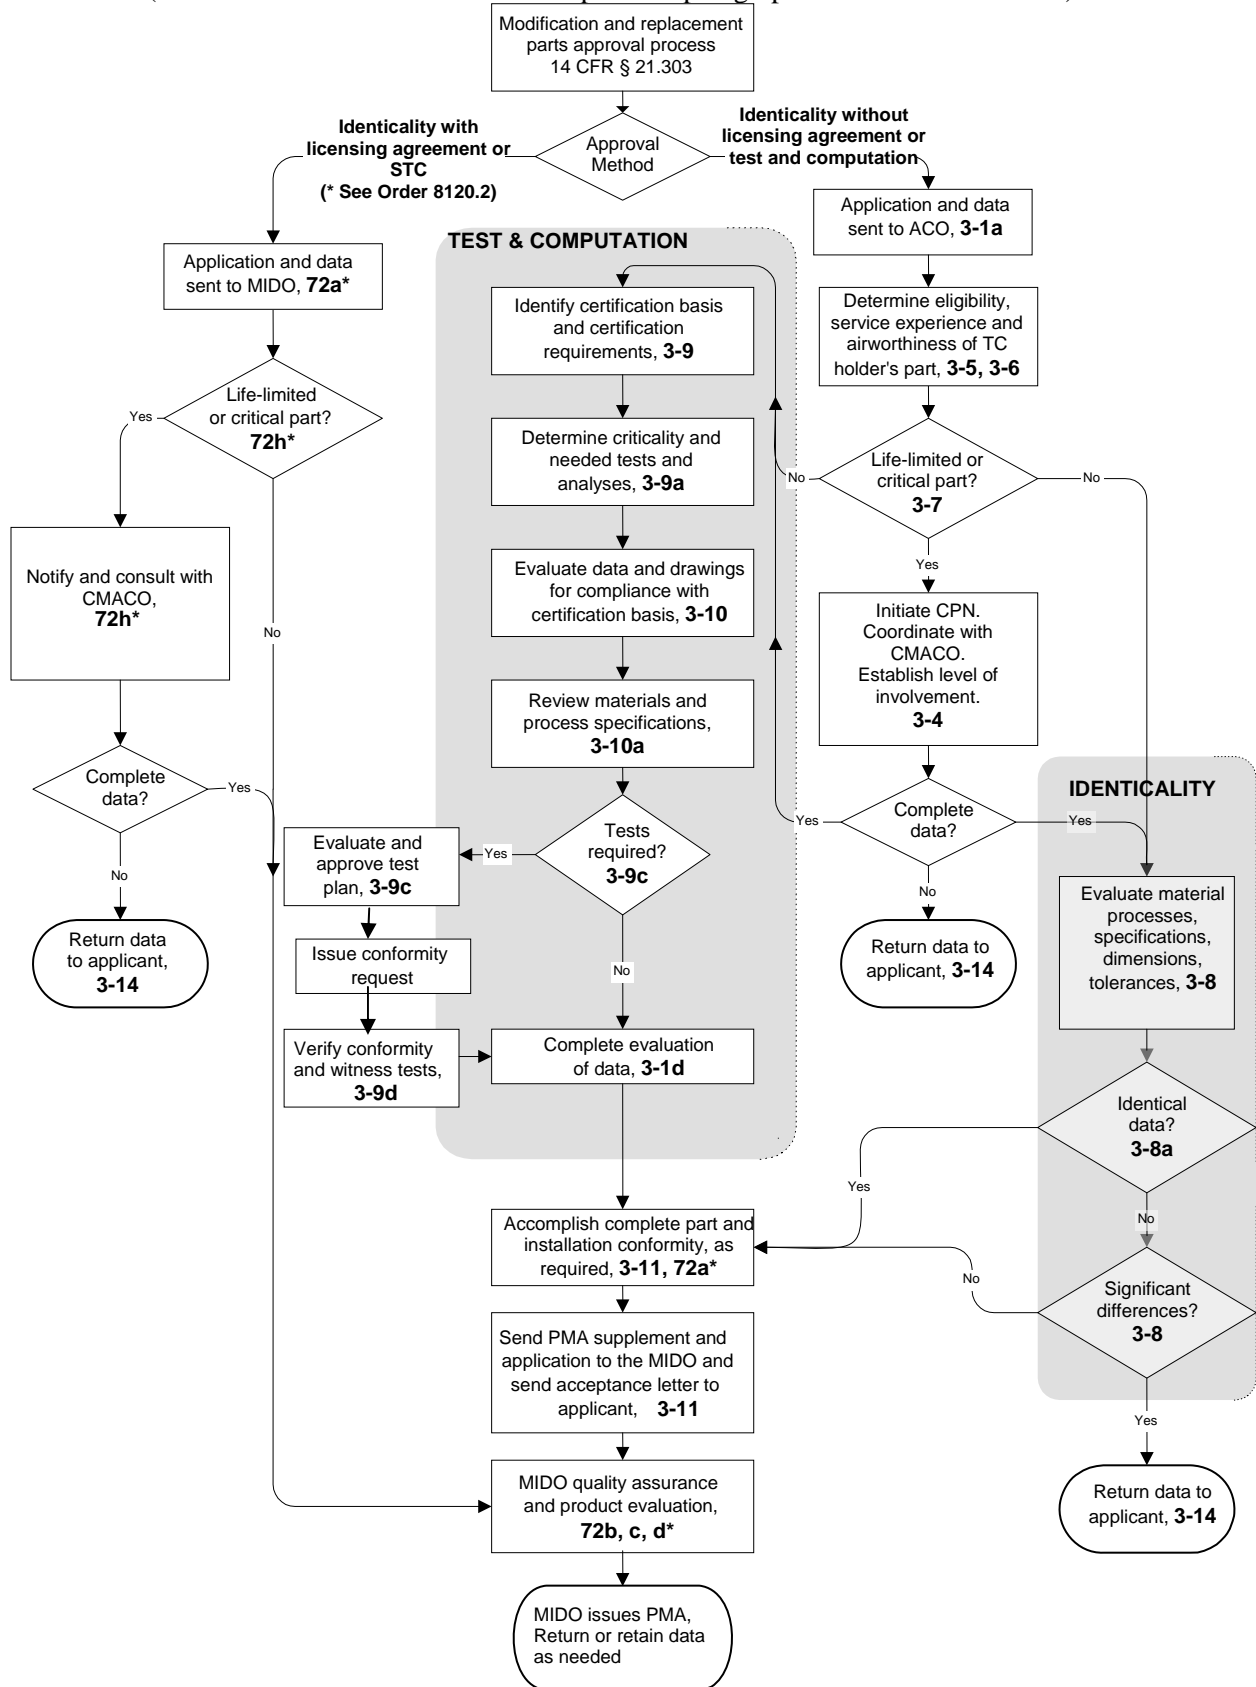 Modification and replacement
parts approval process
14 CFR § 21.303
Approval
Method
Identicality with
licensing agreement or
STC
(* See Order 8120.2)
Identicality without
licensing agreement or
test and computation
Application and data
sent to MIDO, 72a*
Life-limited
or critical part?
72h*
Yes
No
Notify and consult with
CMACO,
72h*
Complete
data?
Yes
No
Return data
to applicant,
3-14
Application and data
sent to ACO, 3-1a
Determine eligibility,
service experience and
airworthiness of TC
holder's part, 3-5, 3-6
Life-limited or
critical part?
3-7
No
No
Yes
Initiate CPN.
Coordinate with
CMACO.
Establish level of
involvement.
3-4
Complete
data?
Yes
Yes
No
Return data to
applicant, 3-14
TEST & COMPUTATION
Identify certification basis
and certification
requirements, 3-9
Determine criticality and
needed tests and
analyses, 3-9a
Evaluate data and drawings
for compliance with
certification basis, 3-10
Review materials and
process specifications,
3-10a
Tests
required?
3-9c
Yes
No
Evaluate and
approve test
plan, 3-9c
Issue conformity
request
Verify conformity
and witness tests,
3-9d
Complete evaluation
of data, 3-1d
IDENTICALITY
Evaluate material
processes,
specifications,
dimensions,
tolerances, 3-8
Identical
data?
3-8a
Yes
No
Significant
differences?
3-8
No
Yes
Return data to
applicant, 3-14
Accomplish complete part and
installation conformity, as
required, 3-11, 72a*
Send PMA supplement and
application to the MIDO and
send acceptance letter to
applicant, 3-11
MIDO quality assurance
and product evaluation,
72b, c, d*
MIDO issues PMA,
Return or retain data
as needed